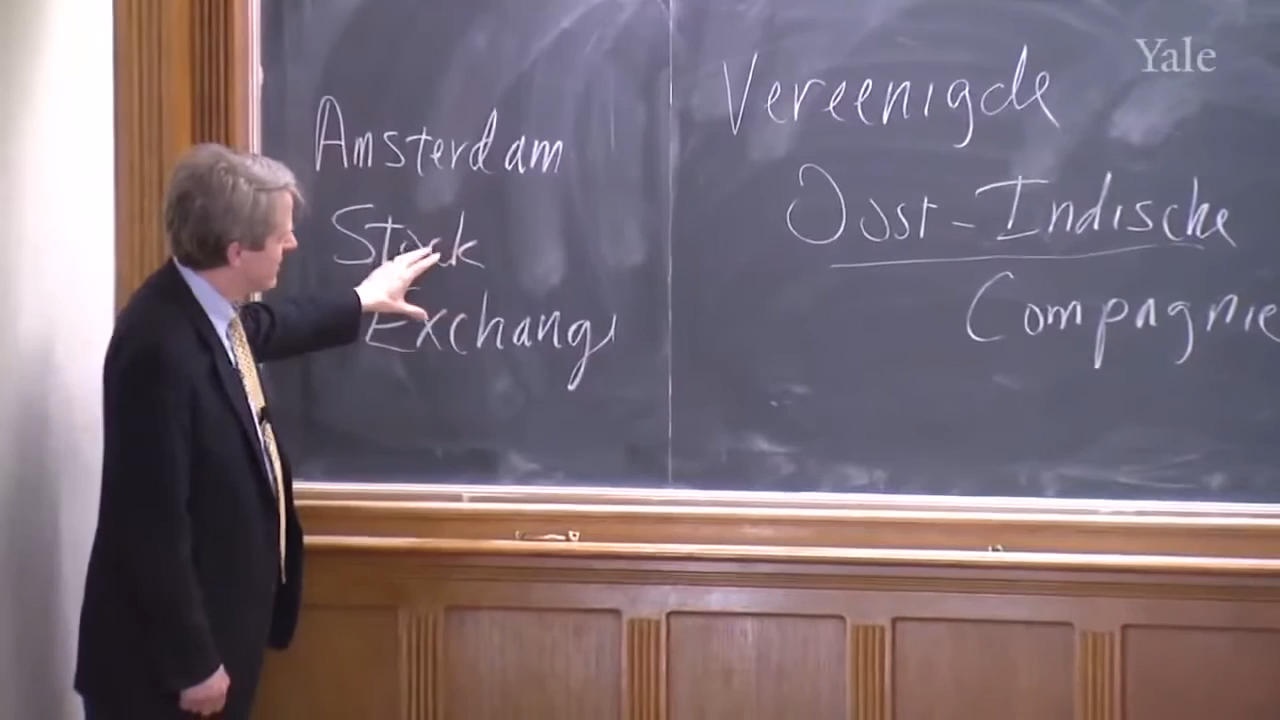 Amsterdam
Stock
Exchange
Vereenigde
Oost-Indische
Compagnie
Yale